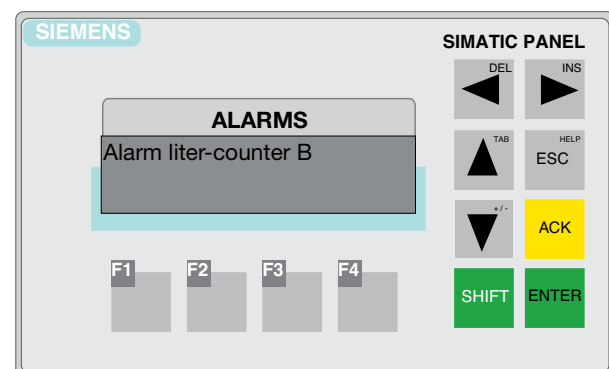 SIEMENS
SIMATIC PANEL
DEL
INS
ALARMS
Alarm liter-counter B
TAB
HELP
ESC
+/-
ACK
F1
F2
F3
F4
SHIFT
ENTER